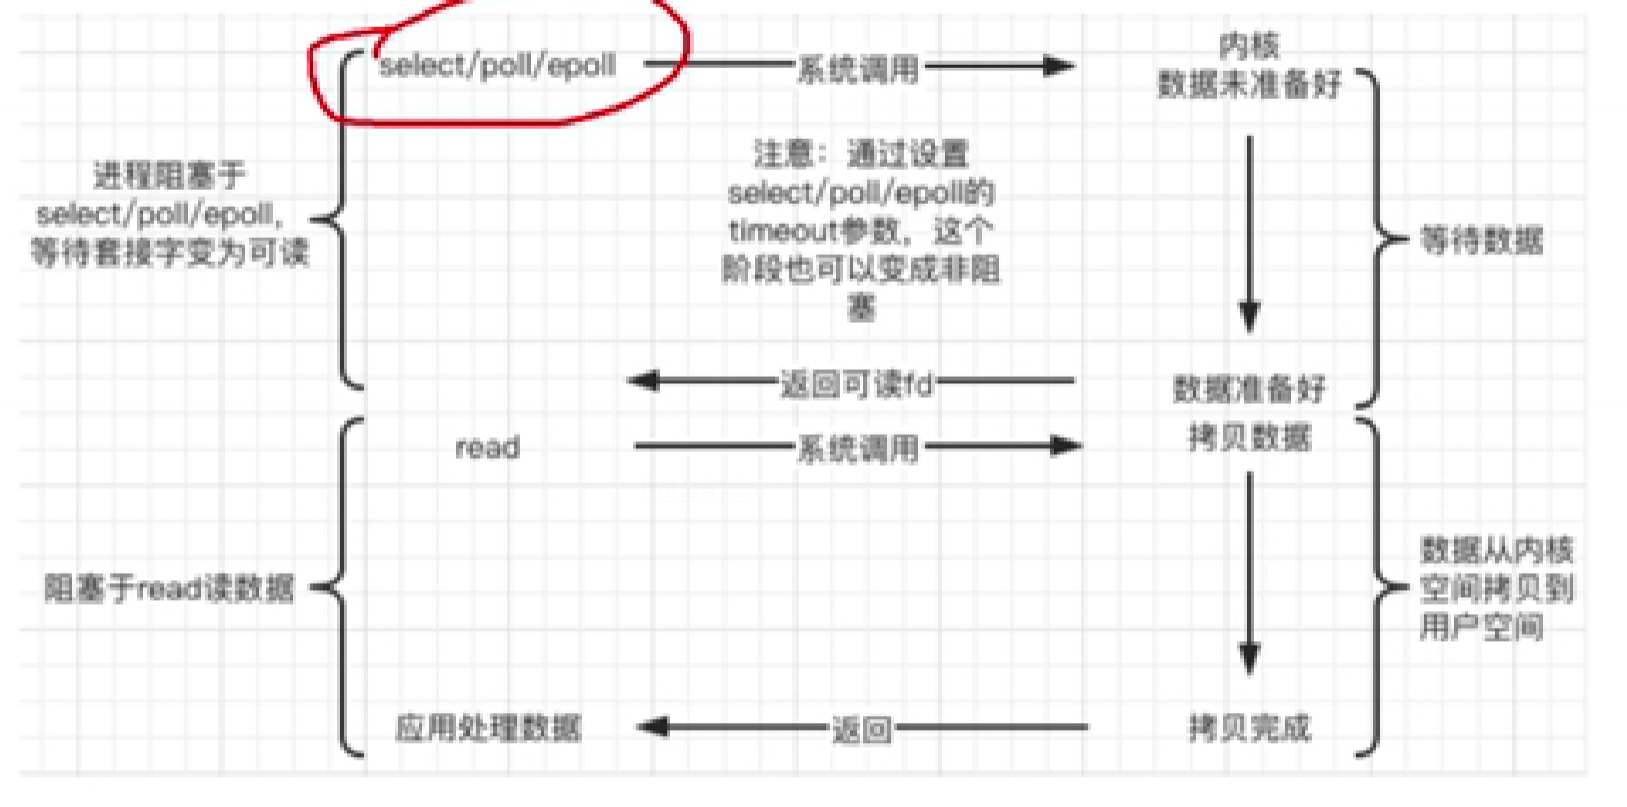 select/poll/epoll
系统调用
内核
数据未准备好
进程阻塞于
select/poll/epoll,
等待套接字变为可读
注意：通过设置
select/poll/epoll的
timeout参数，这个
阶段也可以变成非阻
塞
等待数据
返回可读fd
数据准备好
read
系统调用
拷贝数据
阻塞于read读数据
数据从内核
空间拷贝到
用户空间
应用处理数据
返回
拷贝完成